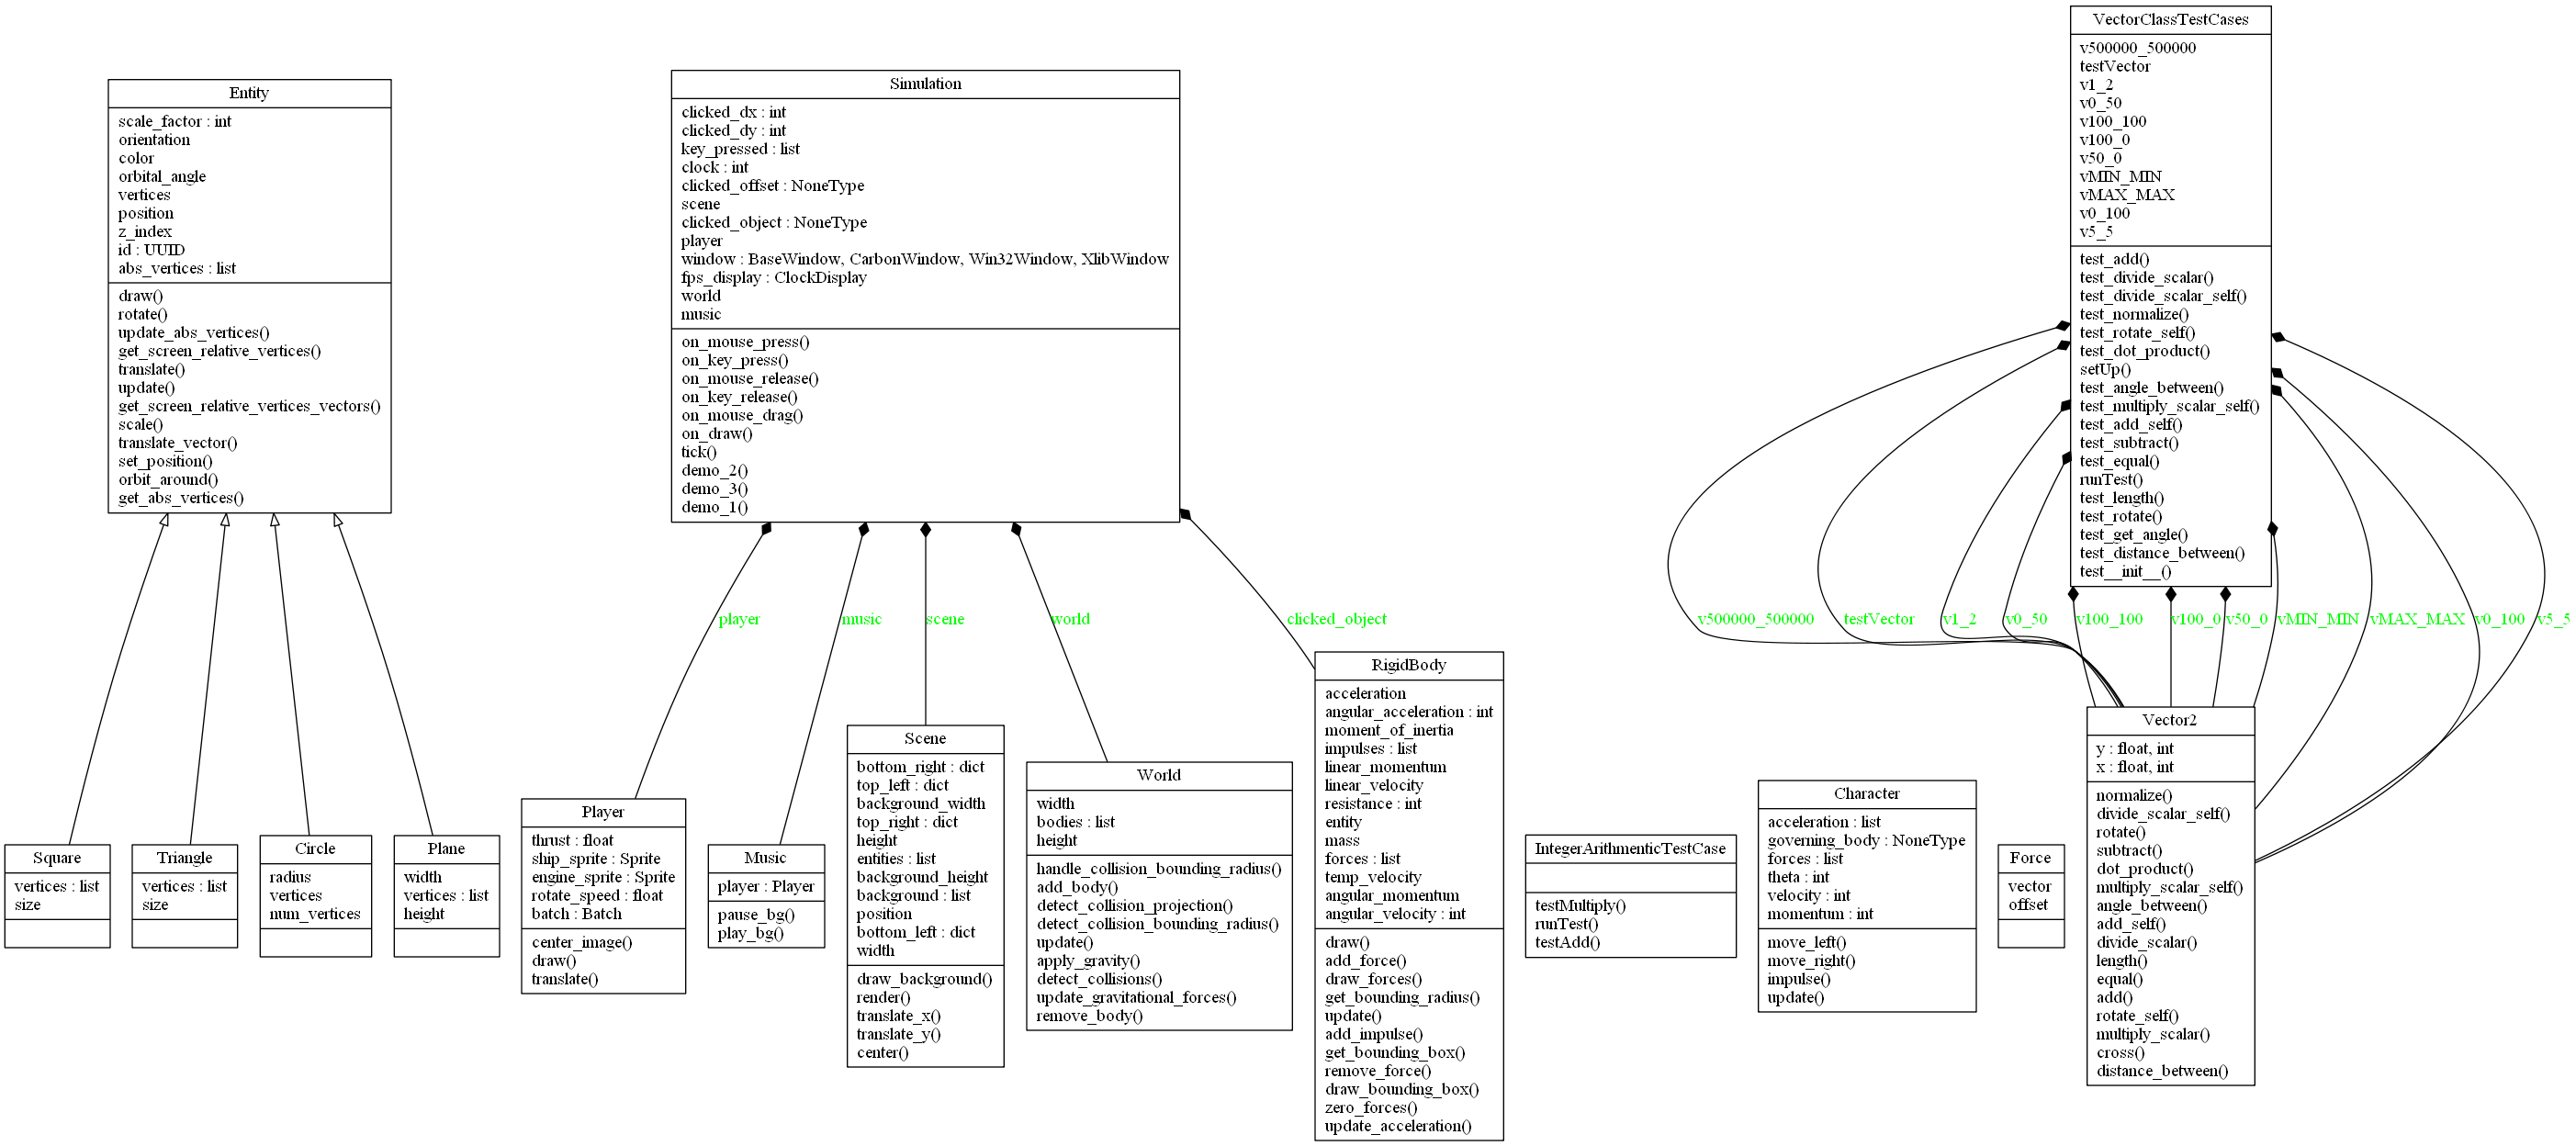 Entity
scale_factor : int
orientation
color
orbital_angle
vertices
position
z_index
id : UUID
abs_vertices : list
draw()
rotate()
update_abs_vertices()
get_screen_relative_vertices()
translate()
update()
get_screen_relative_vertices_vectors()
scale()
translate_vector()
set_position()
orbit_around()
get_abs_vertices()
Simulation
clicked_dx : int
clicked_dy : int
key_pressed : list
clock : int
clicked_offset : NoneType
scene
clicked_object : NoneType
player
window : BaseWindow, CarbonWindow, Win32Window, XlibWindow
fps_display : ClockDisplay
world
music
on_mouse_press()
on_key_press()
on_mouse_release()
on_key_release()
on_mouse_drag()
on_draw()
tick()
demo_2()
demo_3()
demo_1()
VectorClassTestCases
v500000_500000
testVector
v1_2
v0_50
v100_100
v100_0
v50_0
vMIN_MIN
vMAX_MAX
v0_100
v5_5
test_add()
test_divide_scalar()
test_divide_scalar_self()
test_normalize()
test_rotate_self()
test_dot_product()
setUp()
test_angle_between()
test_multiply_scalar_self()
test_add_self()
test_subtract()
test_equal()
runTest()
test_length()
test_rotate()
test_get_angle()
test_distance_between()
test__init__()
player
music
scene
world
clicked_object
v500000_500000
testVector
v1_2
v0_50
v100_100
v100_0
v50_0
vMIN_MIN
vMAX_MAX
v0_100
v5_5
Square
vertices : list
size
Triangle
vertices : list
size
Circle
radius
vertices
num_vertices
Plane
width
vertices : list
height
Player
thrust : float
ship_sprite : Sprite
engine_sprite : Sprite
rotate_speed : float
batch : Batch
center_image()
draw()
translate()
Music
player : Player
pause_bg()
play_bg()
Scene
bottom_right : dict
top_left : dict
background_width
top_right : dict
height
entities : list
background_height
background : list
position
bottom_left : dict
width
draw_background()
render()
translate_x()
translate_y()
center()
World
width
bodies : list
height
handle_collision_bounding_radius()
add_body()
detect_collision_projection()
detect_collision_bounding_radius()
update()
apply_gravity()
detect_collisions()
update_gravitational_forces()
remove_body()
RigidBody
acceleration
angular_acceleration : int
moment_of_inertia
impulses : list
linear_momentum
linear_velocity
resistance : int
entity
mass
forces : list
temp_velocity
angular_momentum
angular_velocity : int
draw()
add_force()
draw_forces()
get_bounding_radius()
update()
add_impulse()
get_bounding_box()
remove_force()
draw_bounding_box()
zero_forces()
update_acceleration()
IntegerArithmenticTestCase
testMultiply()
runTest()
testAdd()
Character
acceleration : list
governing_body : NoneType
forces : list
theta : int
velocity : int
momentum : int
move_left()
move_right()
impulse()
update()
Force
vector
offset
Vector2
y : float, int
x : float, int
normalize()
divide_scalar_self()
rotate()
subtract()
dot_product()
multiply_scalar_self()
angle_between()
add_self()
divide_scalar()
length()
equal()
add()
rotate_self()
multiply_scalar()
cross()
distance_between()